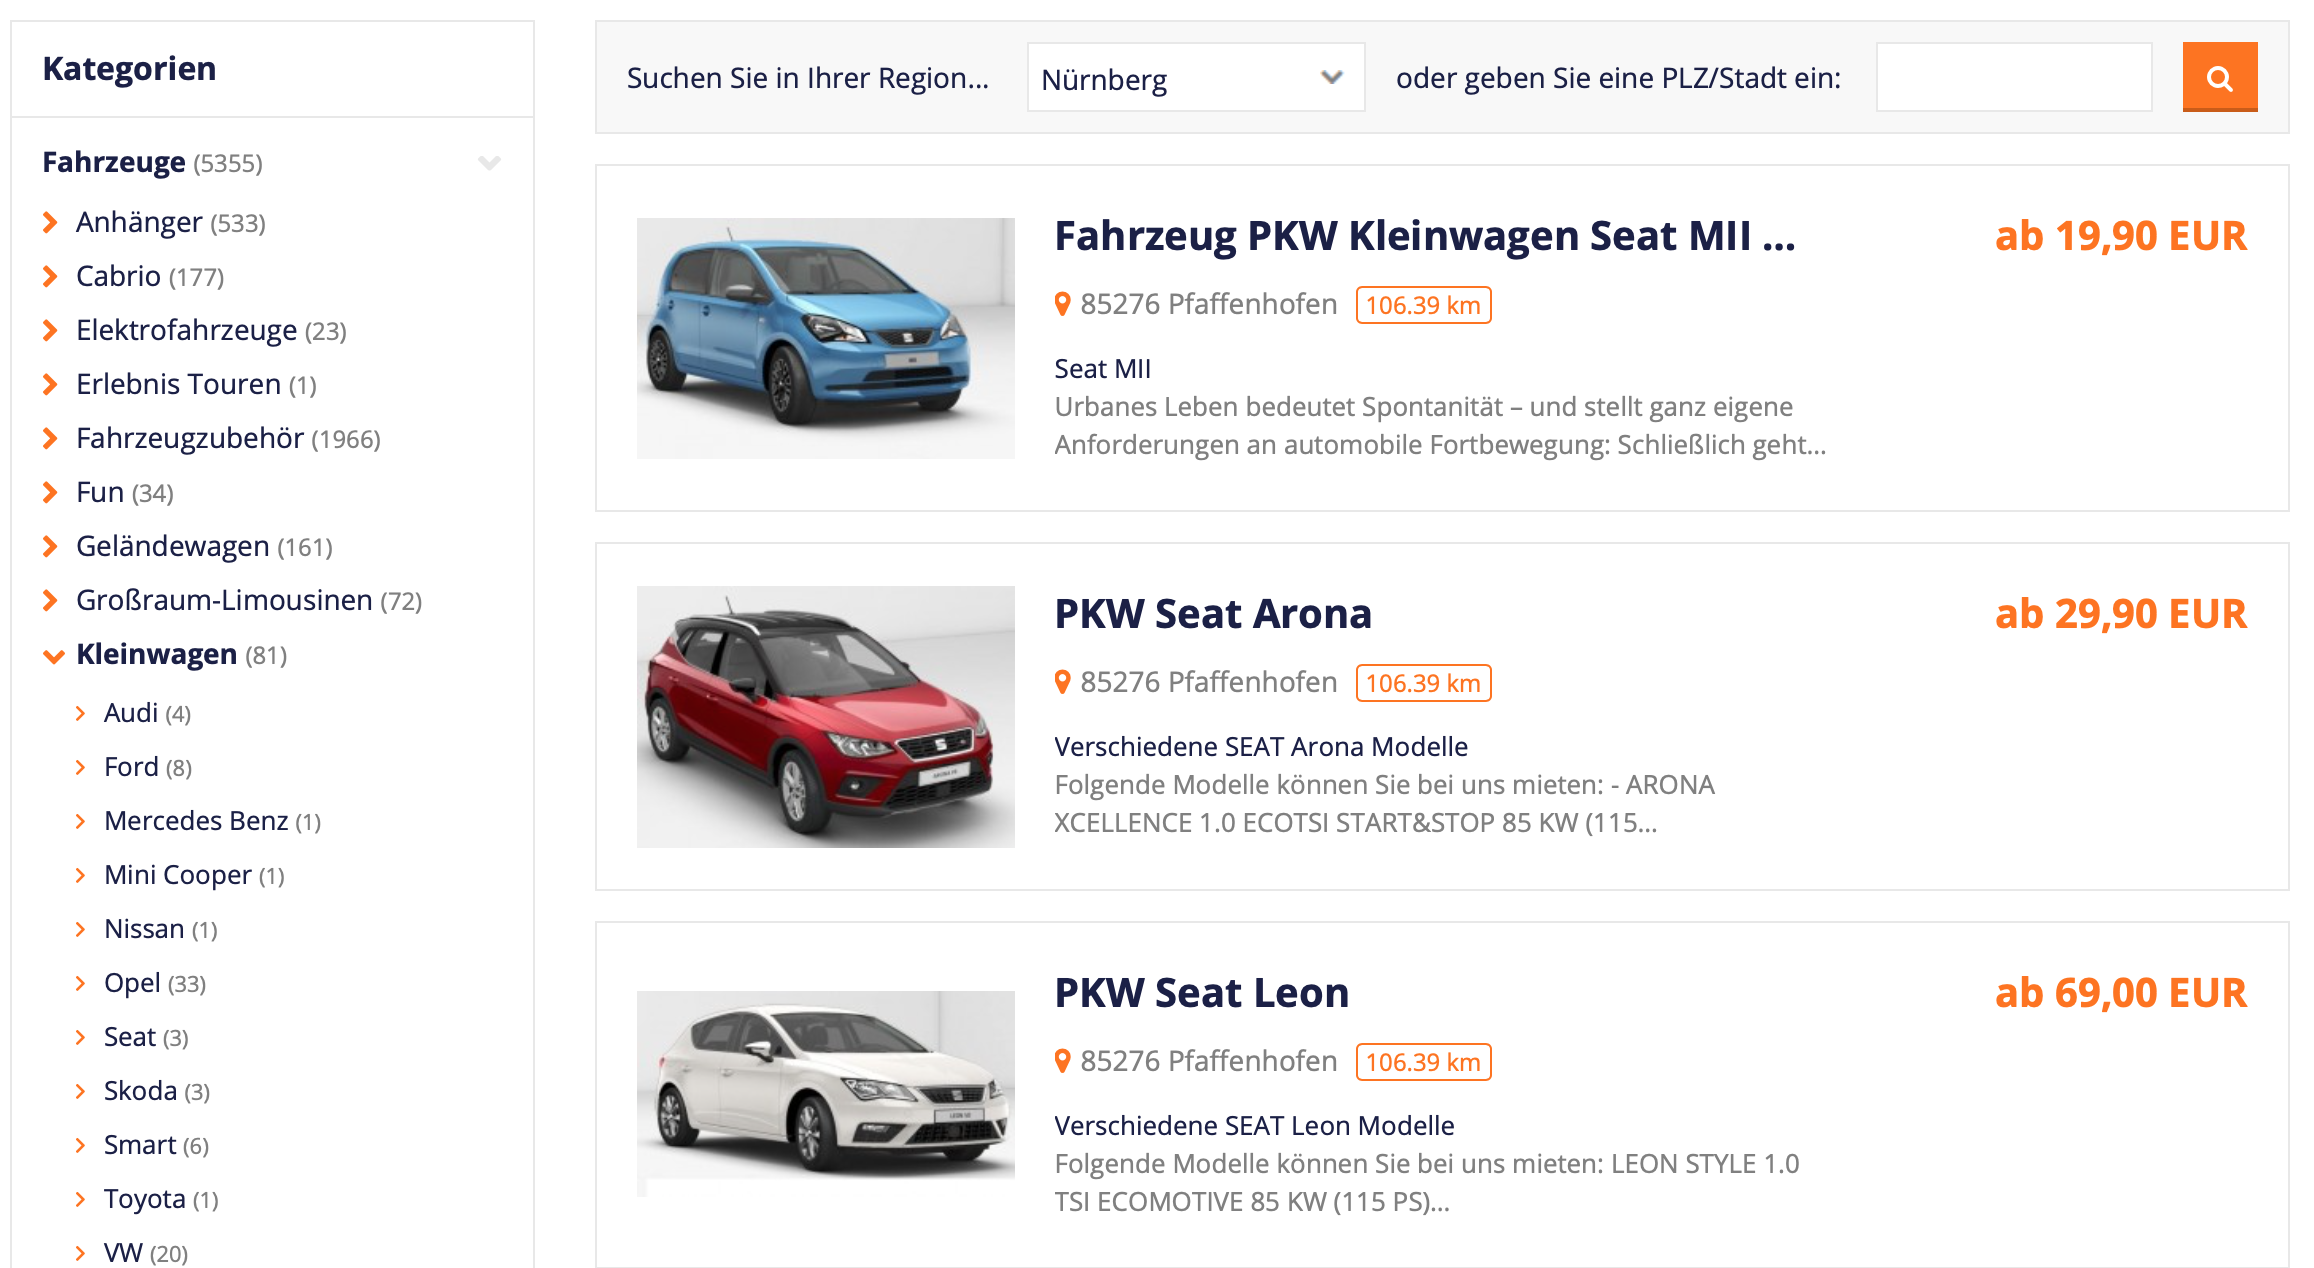 Kategorien
Fahrzeuge (5355)
Anhänger (533)
Cabrio (177)
Elektrofahrzeuge (23)
Erlebnis Touren (1)
Fahrzeugzubehör (1966)
Fun (34)
Geländewagen (161)
Großraum-Limousinen (72)
Kleinwagen (81)
Audi (4)
Ford (8)
Mercedes Benz (1)
Mini Cooper (1)
Nissan (1)
Opel (33)
Seat (3)
Skoda (3)
Smart (6)
Toyota (1)
VW (20)
Suchen Sie in Ihrer Region... Nürnberg oder geben Sie eine PLZ/Stadt ein:
Fahrzeug PKW Kleinwagen Seat MII ... ab 19,90 EUR
85276 Pfaffenhofen 106.39 km
Seat MII
Urbanes Leben bedeutet Spontanität – und stellt ganz eigene
Anforderungen an automobile Fortbewegung: Schließlich geht...
PKW Seat Arona ab 29,90 EUR
85276 Pfaffenhofen 106.39 km
Verschiedene SEAT Arona Modelle
Folgende Modelle können Sie bei uns mieten: - ARONA
XCELLENCE 1.0 ECOTSI START&STOP 85 KW (115...
PKW Seat Leon ab 69,00 EUR
85276 Pfaffenhofen 106.39 km
Verschiedene SEAT Leon Modelle
Folgende Modelle können Sie bei uns mieten: LEON STYLE 1.0
TSI ECOMOTIVE 85 KW (115 PS)...